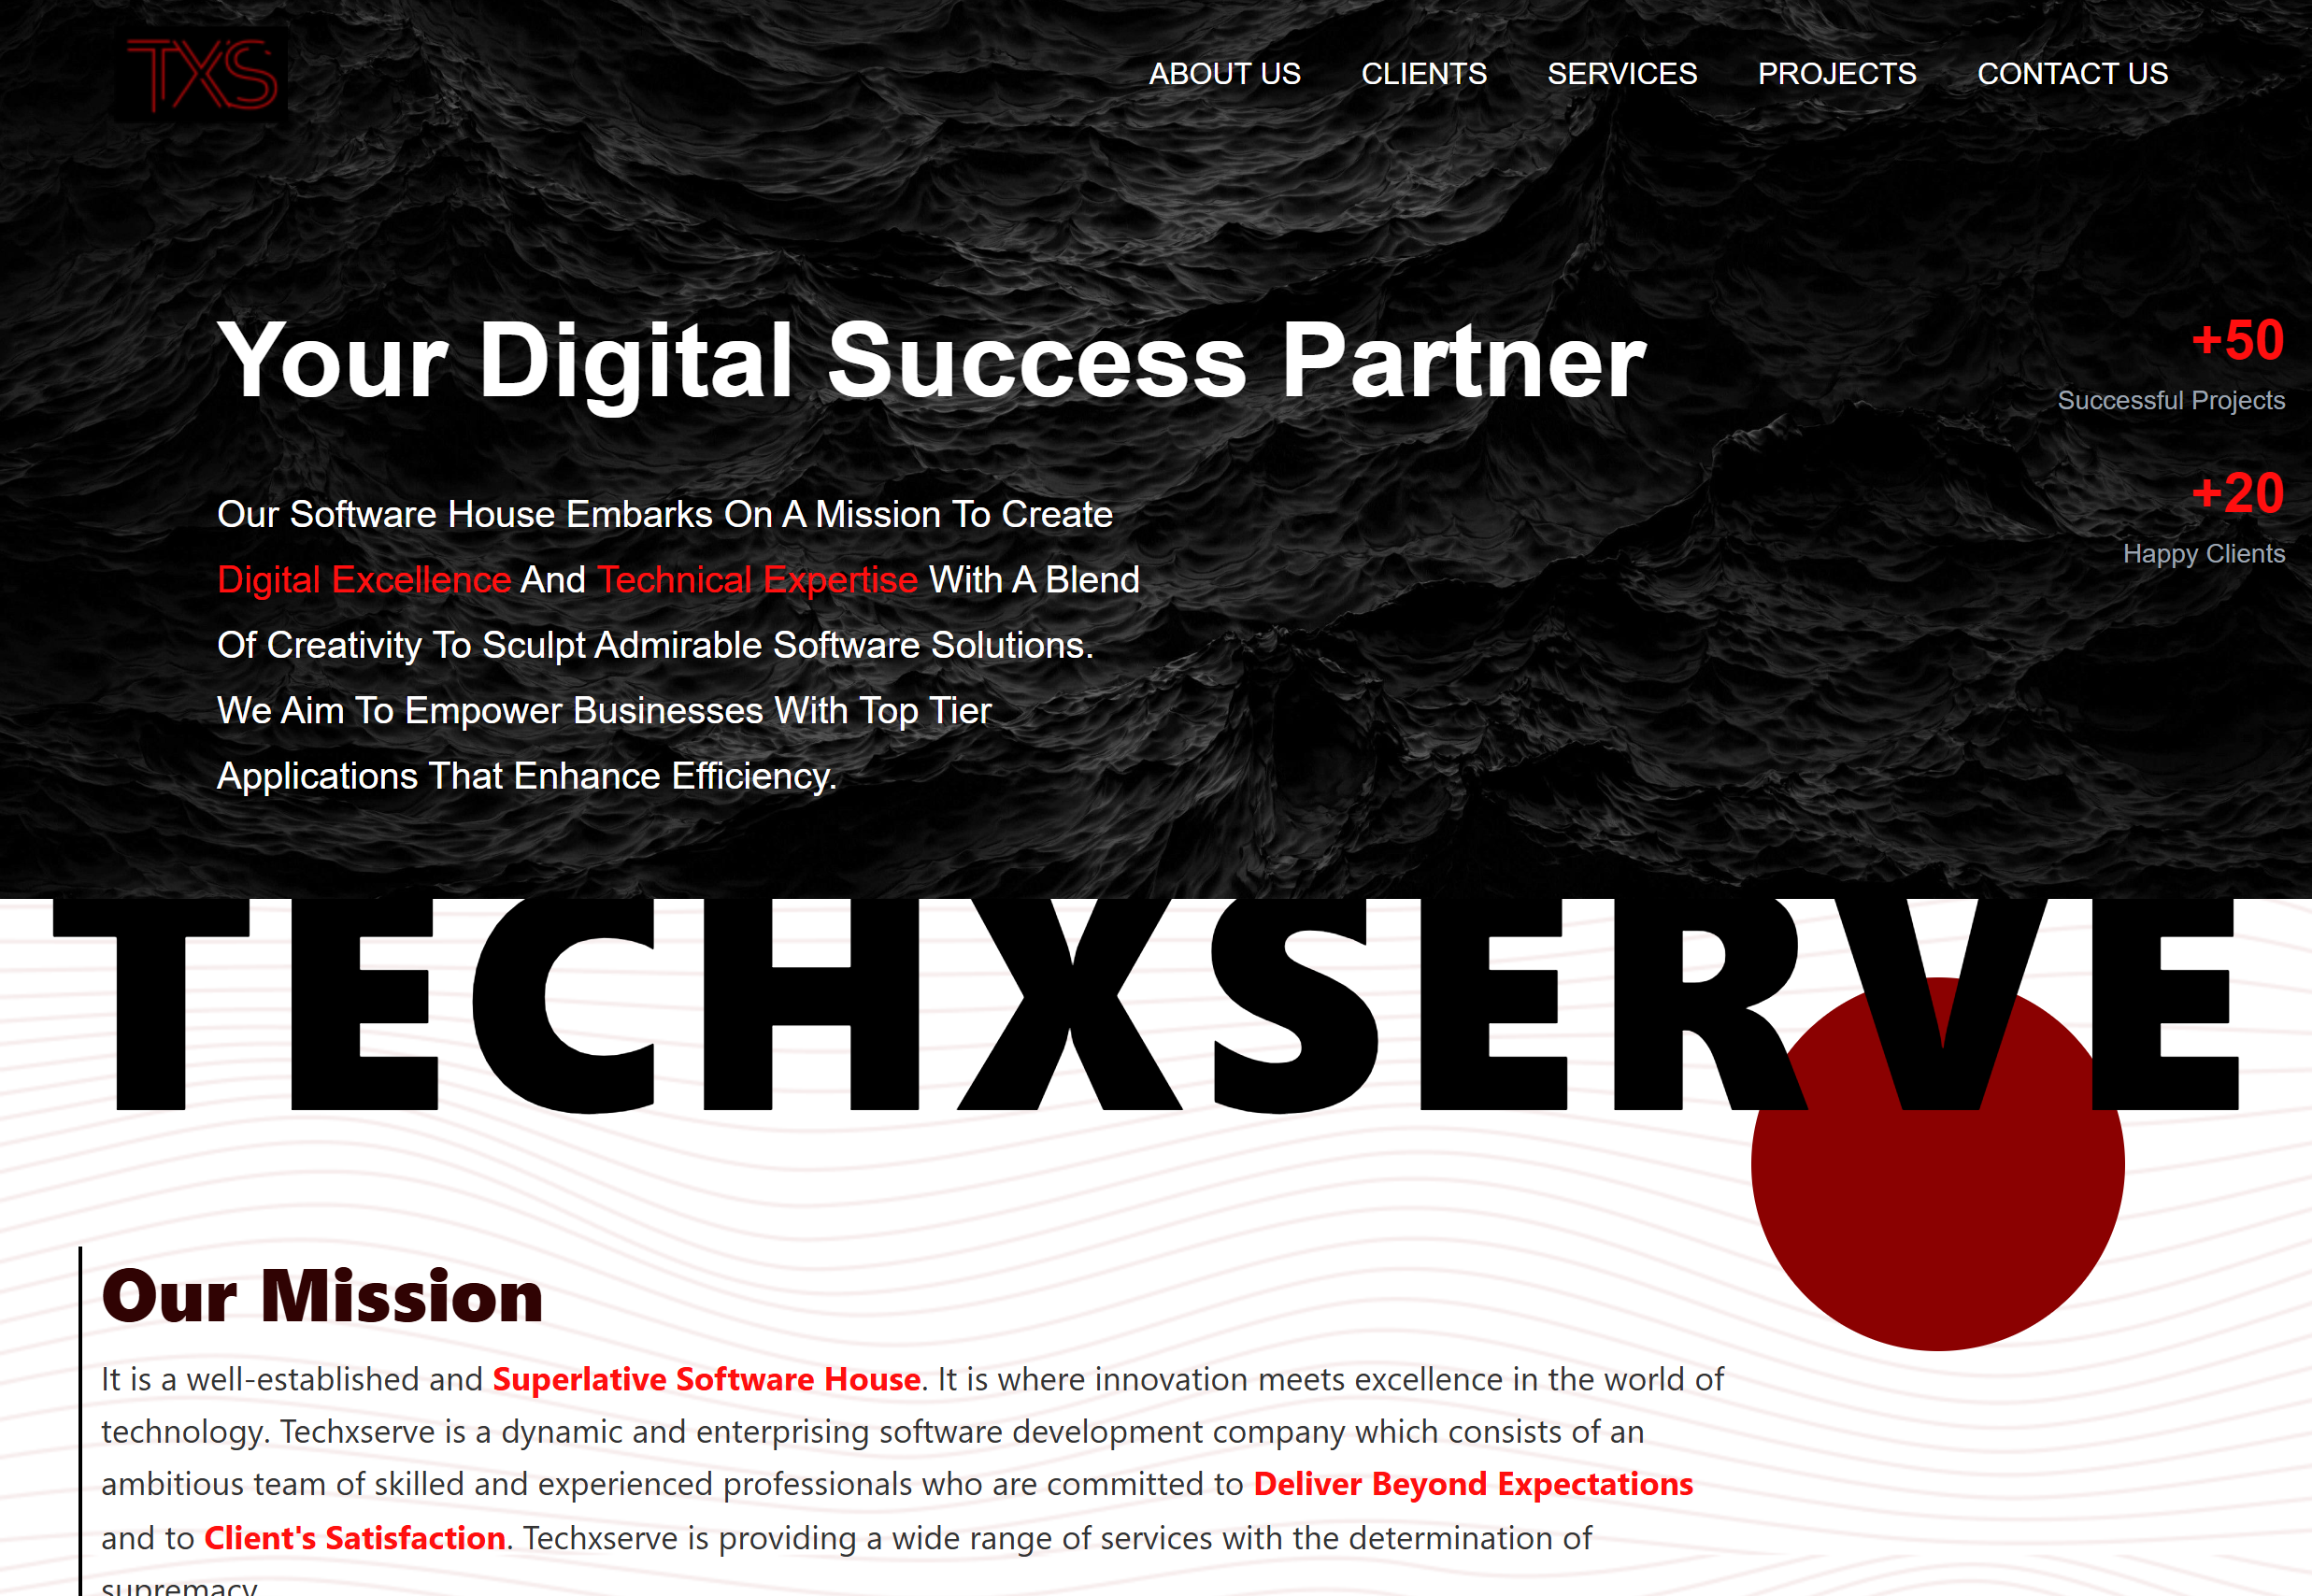 TXS
ABOUT US CLIENTS SERVICES PROJECTS CONTACT US
Your Digital Success Partner
+50
Successful Projects
+20
Happy Clients
Our Software House Embarks On A Mission To Create
Digital Excellence And Technical Expertise With A Blend
Of Creativity To Sculpt Admirable Software Solutions.
We Aim To Empower Businesses With Top Tier
Applications That Enhance Efficiency.
TECHXSERVE
Our Mission
It is a well-established and Superlative Software House. It is where innovation meets excellence in the world of
technology. Techxserve is a dynamic and enterprising software development company which consists of an
ambitious team of skilled and experienced professionals who are committed to Deliver Beyond Expectations
and to Client's Satisfaction. Techxserve is providing a wide range of services with the determination of
supremacy